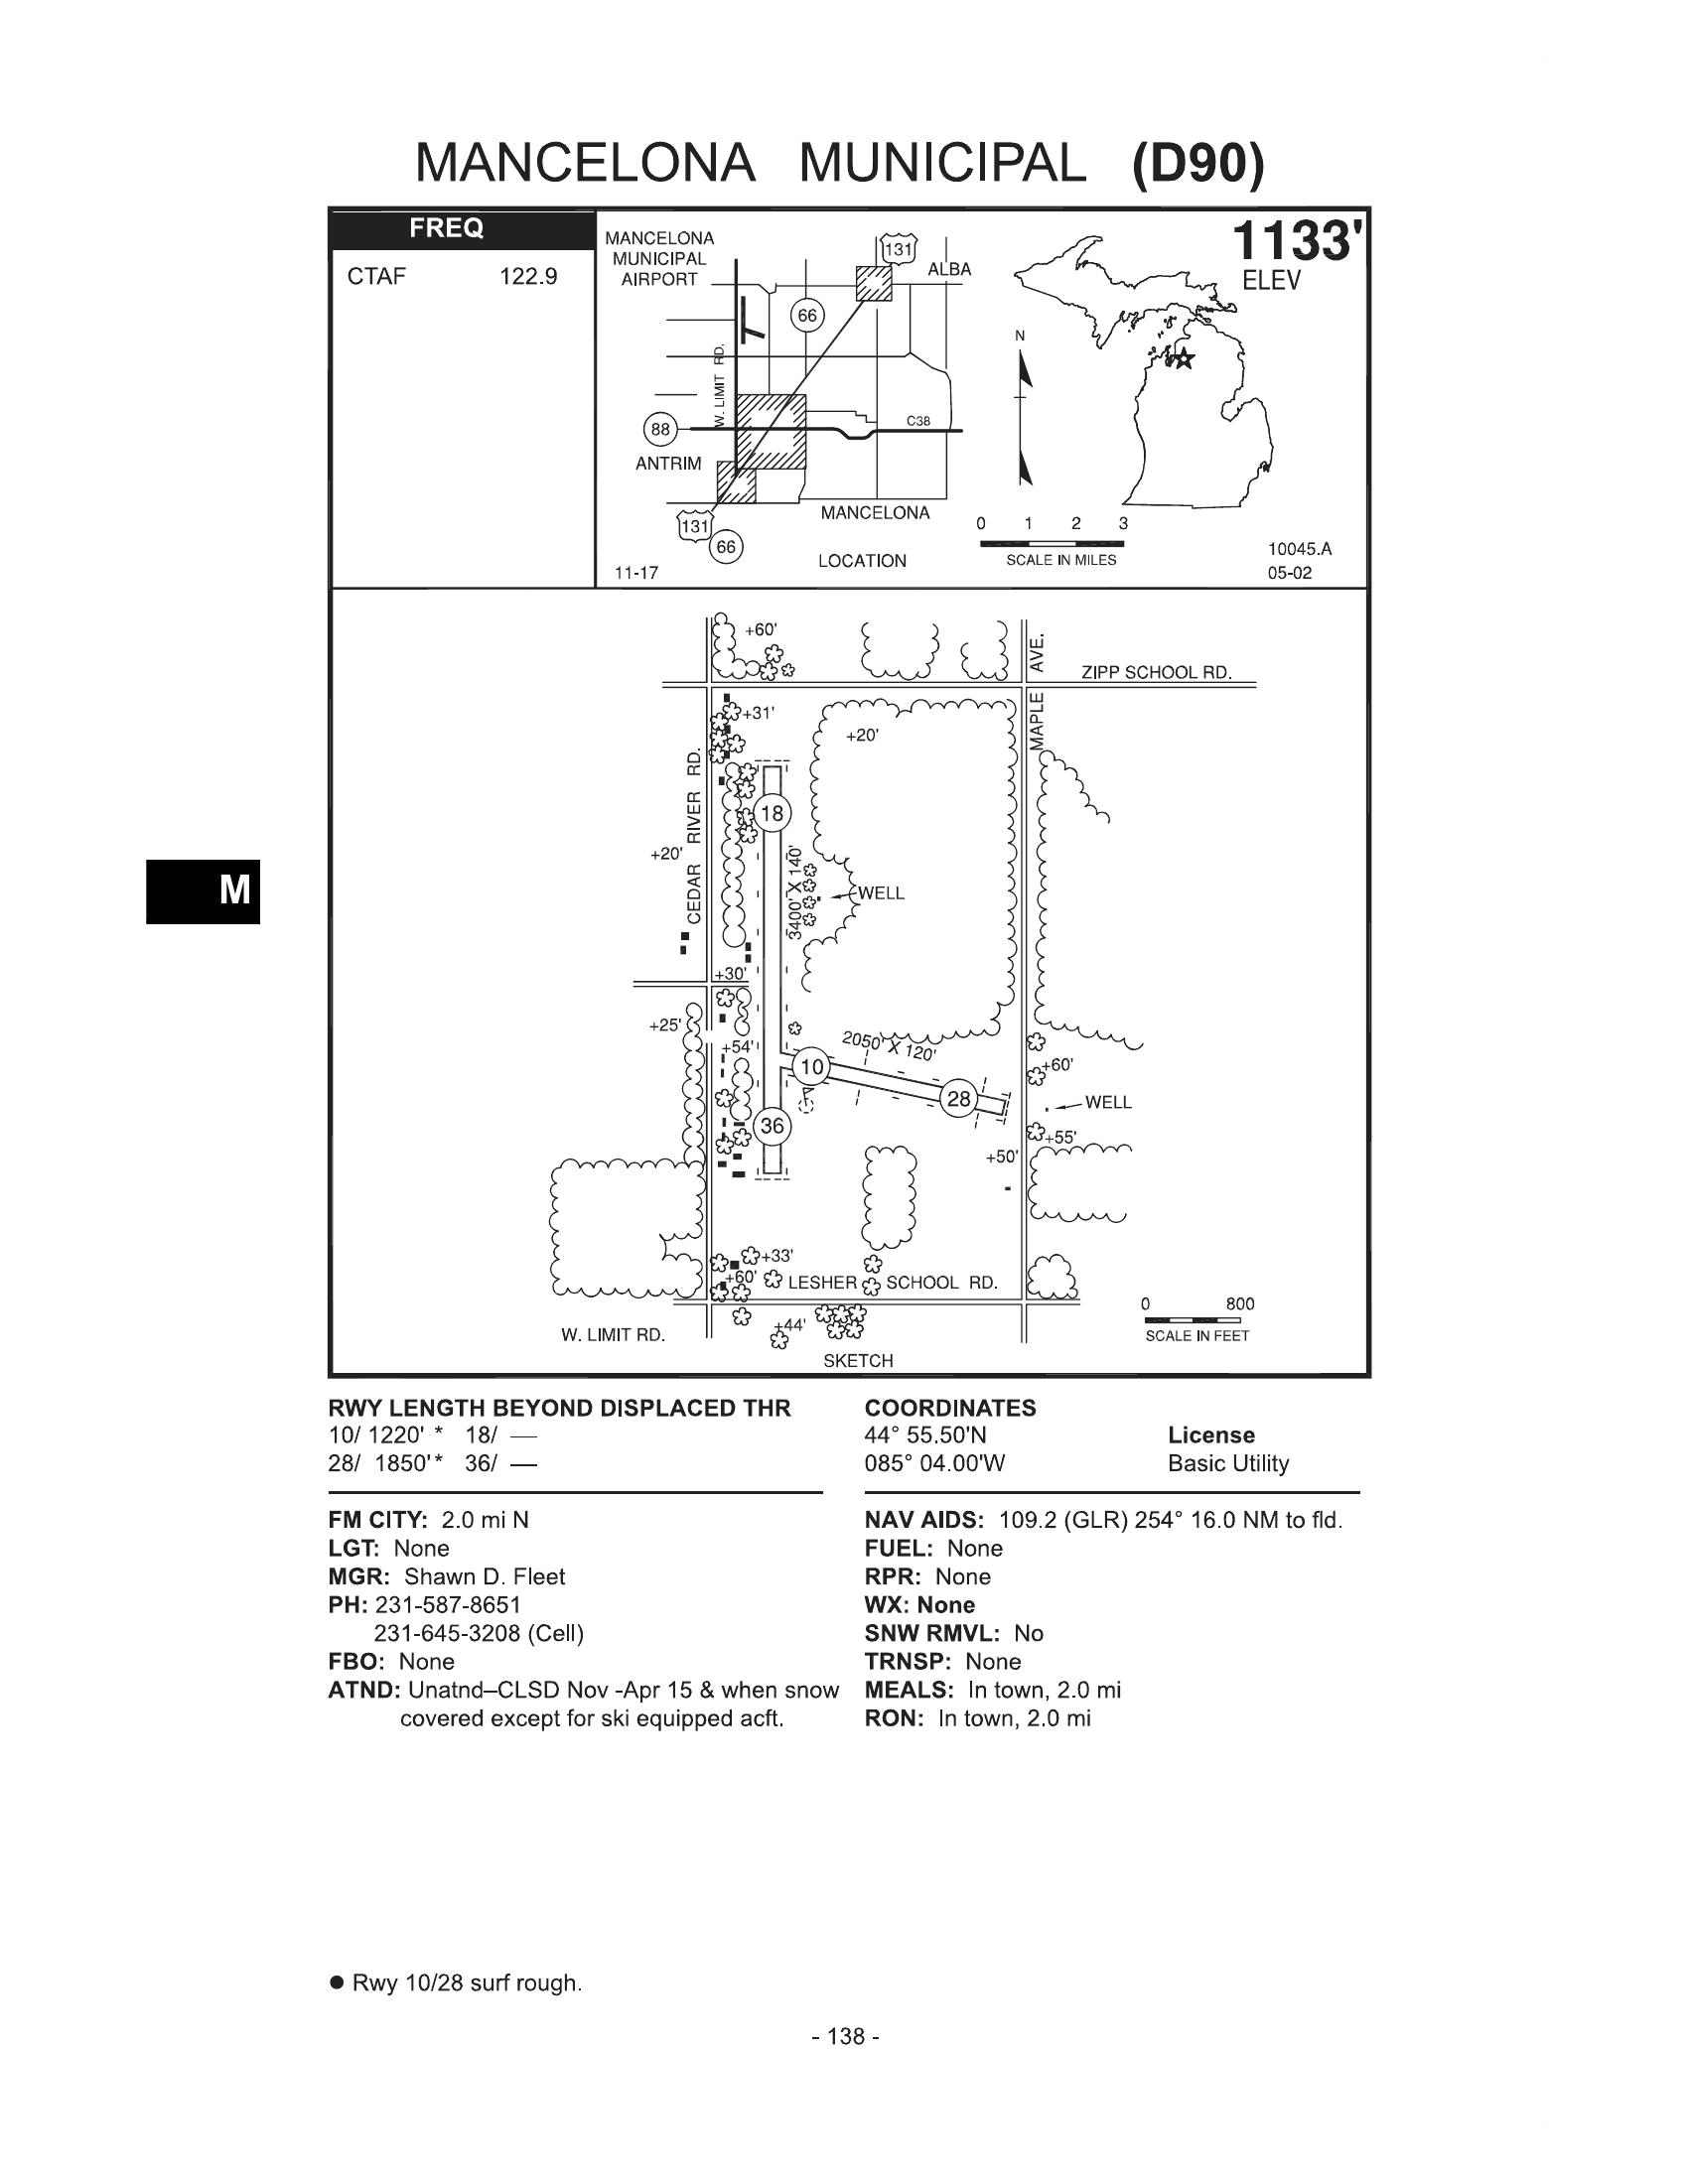 MANCELONA MUNICIPAL (D90)
FREQ
CTAF 122.9
MANCELONA
MUNICIPAL
AIRPORT
131
ALBA
1133'
ELEV
66
N
W. LIMIT RD.
88
C38
ANTRIM
MANCELONA
131
66
0 1 2 3
SCALE IN MILES
LOCATION
11-17
10045.A
05-02
+60'
MAPLE AVE.
ZIPP SCHOOL RD.
+31'
+20'
CEDAR RIVER RD.
18
+20'
3400' X 140'
WELL
+30'
+25'
+54'
2050' X 120'
10
28
+60'
WELL
36
+55'
+50'
+33'
+60'
LESHER SCHOOL RD.
0 800
SCALE IN FEET
W. LIMIT RD.
+44'
SKETCH
M
RWY LENGTH BEYOND DISPLACED THR
10/ 1220' * 18/ —
28/ 1850'* 36/ —
COORDINATES
44° 55.50'N
085° 04.00'W
License
Basic Utility
FM CITY: 2.0 mi N
LGT: None
MGR: Shawn D. Fleet
PH: 231-587-8651
231-645-3208 (Cell)
FBO: None
ATND: Unatnd–CLSD Nov -Apr 15 & when snow
covered except for ski equipped acft.
NAV AIDS: 109.2 (GLR) 254° 16.0 NM to fld.
FUEL: None
RPR: None
WX: None
SNW RMVL: No
TRNSP: None
MEALS: In town, 2.0 mi
RON: In town, 2.0 mi
● Rwy 10/28 surf rough.
- 138 -